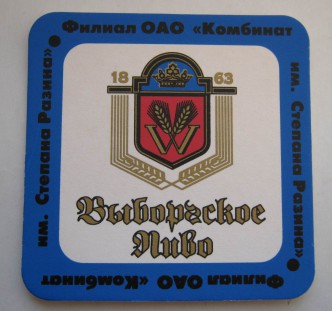 Филиал ОАО «Комбинат
им. Степана Разина»
Филиал ОАО «Комбинат
им. Степана Разина»
18 63
W
Выборгское
Пиво